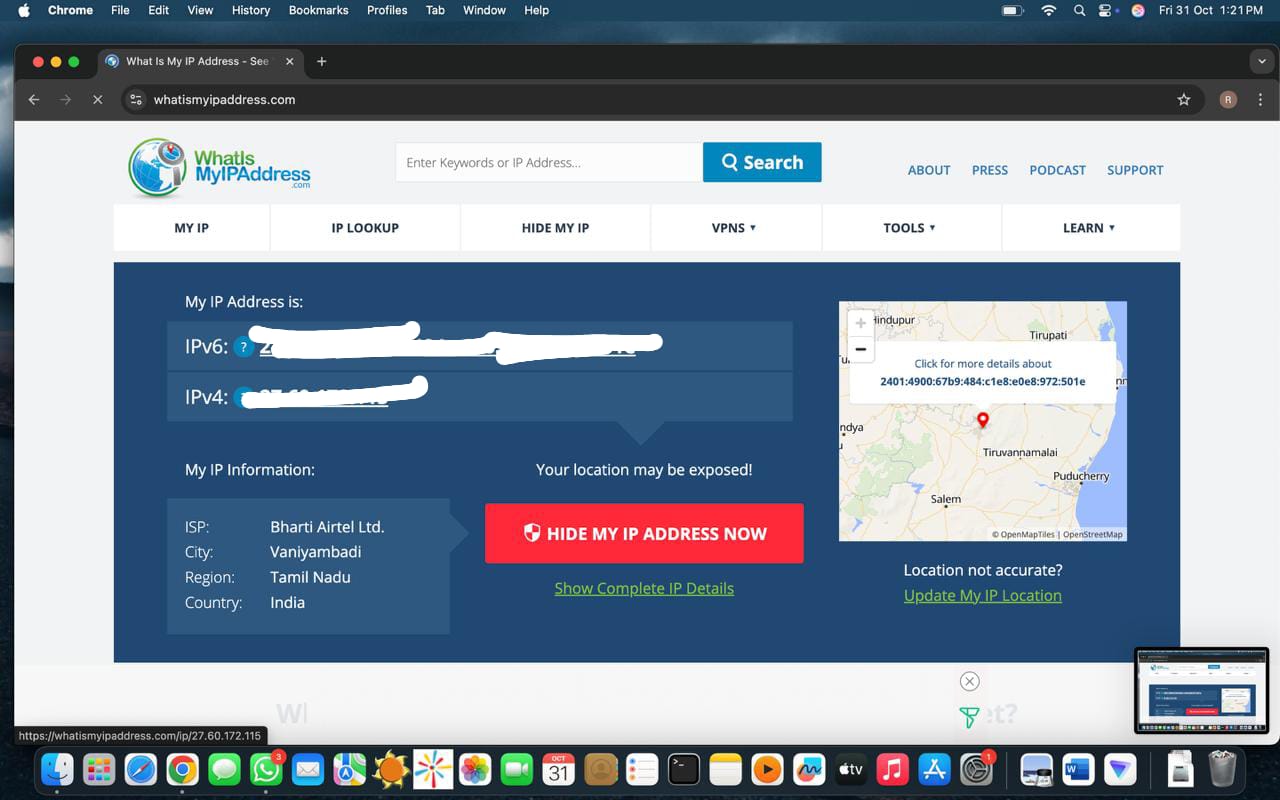 Chrome File Edit View History Bookmarks Profiles Tab Window Help Fri 31 Oct 1:21 PM
What Is My IP Address - See
whatismyipaddress.com
R
WhatIs
MyIPAddress
.com
Enter Keywords or IP Address...
Search
ABOUT PRESS PODCAST SUPPORT
MY IP IP LOOKUP HIDE MY IP VPNS ▼ TOOLS ▼ LEARN ▼
My IP Address is:
IPv6: ?
IPv4:
My IP Information:
ISP: Bharti Airtel Ltd.
City: Vaniyambadi
Region: Tamil Nadu
Country: India
Your location may be exposed!
HIDE MY IP ADDRESS NOW
Show Complete IP Details
+
−
Hindupur
Tirupati
Click for more details about
2401:4900:67b9:484:c1e8:e0e8:972:501e
Tiruvannamalai
Puducherry
Salem
© OpenMapTiles | OpenStreetMap
Location not accurate?
Update My IP Location
https://whatismyipaddress.com/ip/27.60.172.115
3
OCT
31
tv
1
W